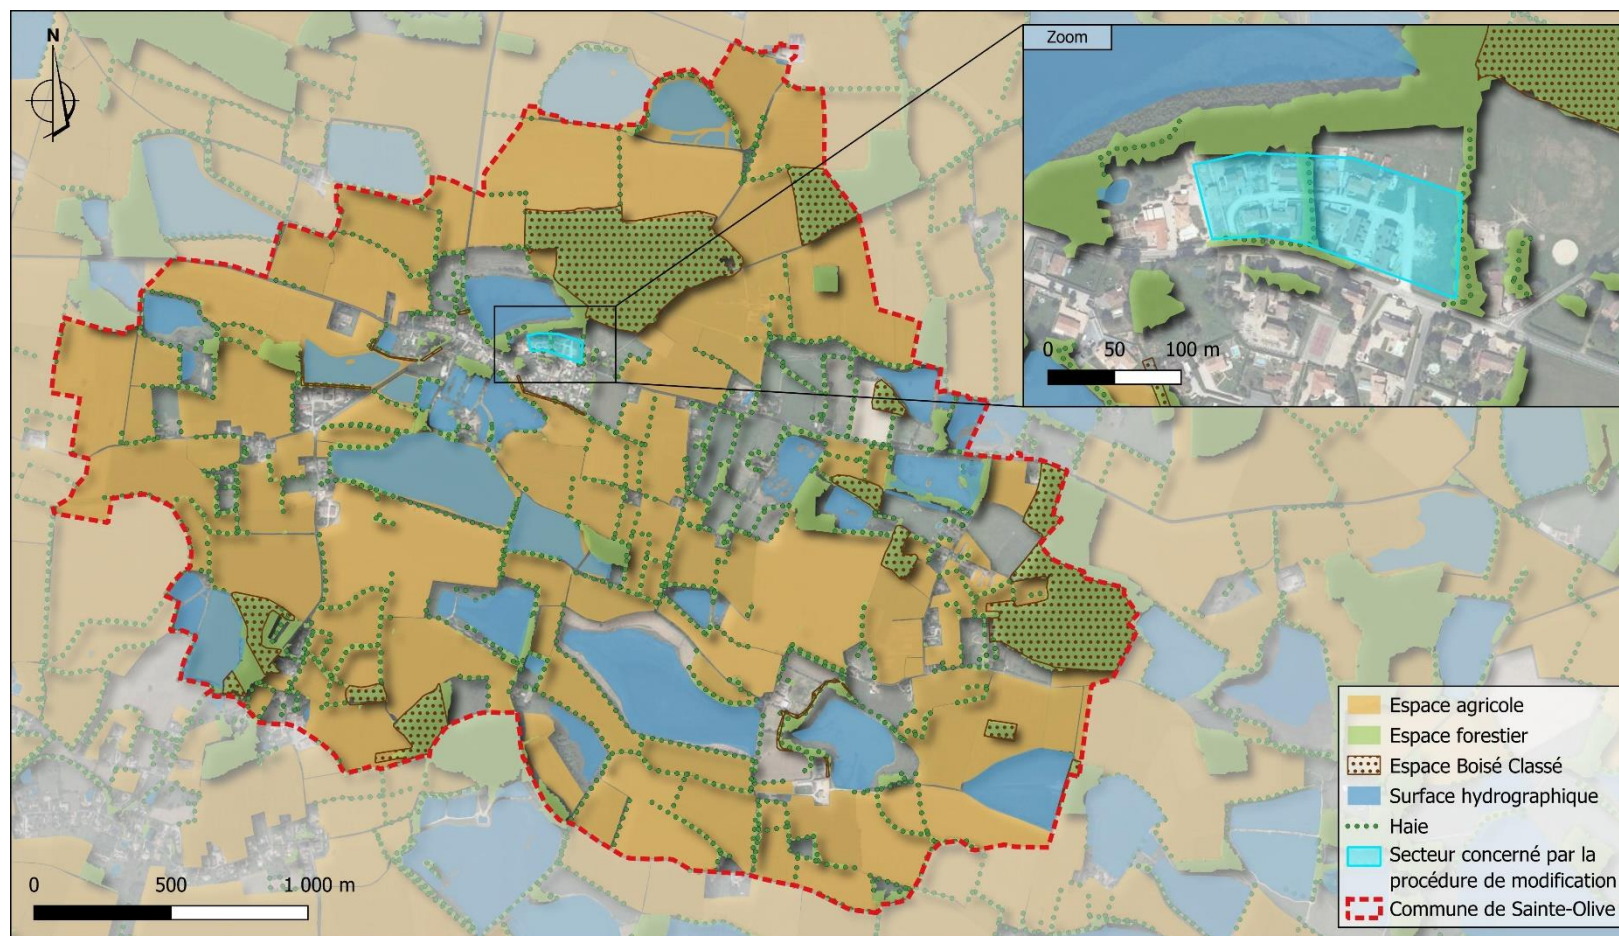 N
Zoom
0 50 100 m
Espace agricole
Espace forestier
Espace Boisé Classé
Surface hydrographique
Haie
Secteur concerné par la
procédure de modification
Commune de Sainte-Olive
0 500 1 000 m